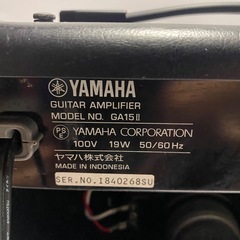 YAMAHA
GUITAR AMPLIFIER
MODEL NO. GA15II
PS E YAMAHA CORPORATION
100V 19W 50/60Hz
ヤマハ株式会社
MADE IN INDONESIA
SER.NO.I840268SU